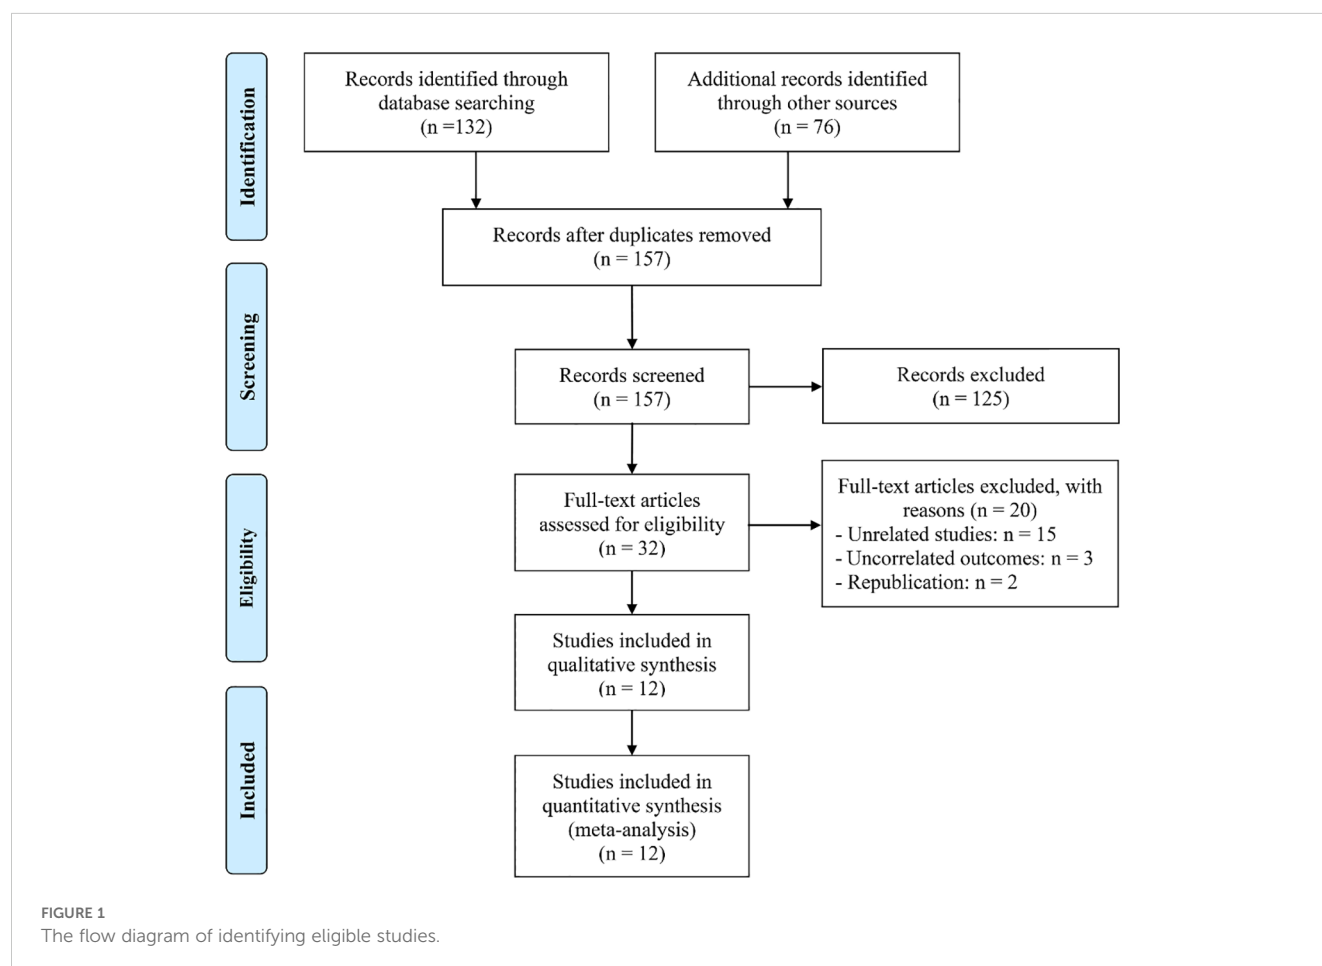 Identification
Records identified through
database searching
(n =132)
Additional records identified
through other sources
(n = 76)
Records after duplicates removed
(n = 157)
Screening
Records screened
(n = 157)
Records excluded
(n = 125)
Eligibility
Full-text articles
assessed for eligibility
(n = 32)
Full-text articles excluded, with
reasons (n = 20)
- Unrelated studies: n = 15
- Uncorrelated outcomes: n = 3
- Republication: n = 2
Studies included in
qualitative synthesis
(n = 12)
Included
Studies included in
quantitative synthesis
(meta-analysis)
(n = 12)
FIGURE 1
The flow diagram of identifying eligible studies.